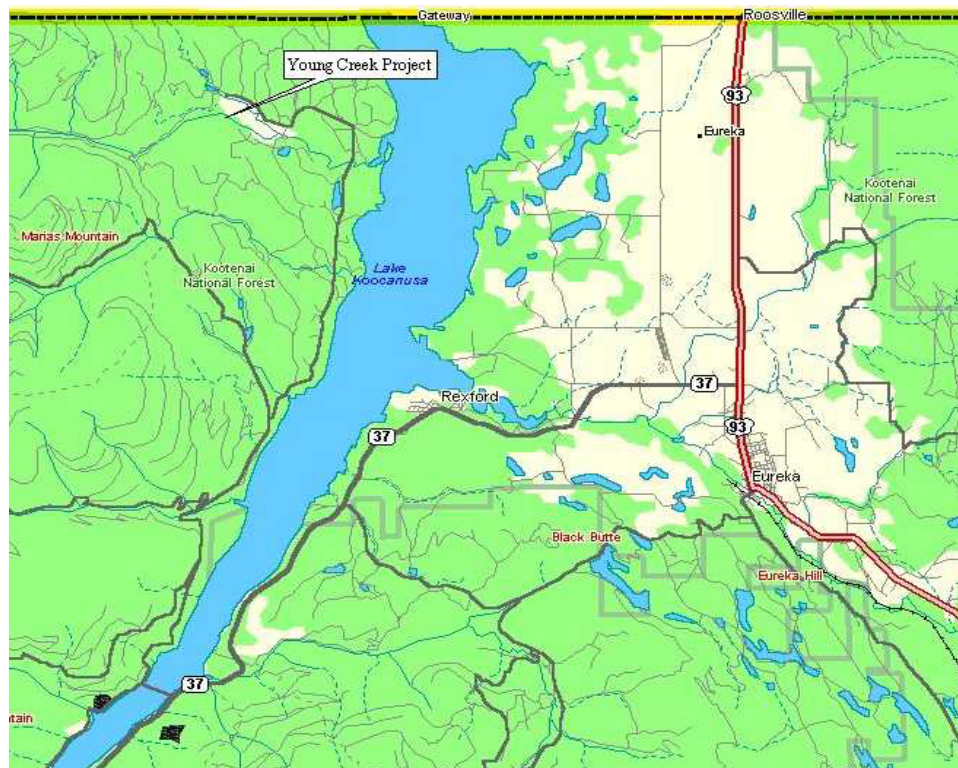 Gateway
Roosville
Young Creek Project
93
Eureka
Kootenai
National Forest
Marias Mountain
Kootenai
National Forest
Lake
Koocanusa
37
Rexford
37
93
Eureka
Black Butte
Eureka Hill
37
tain